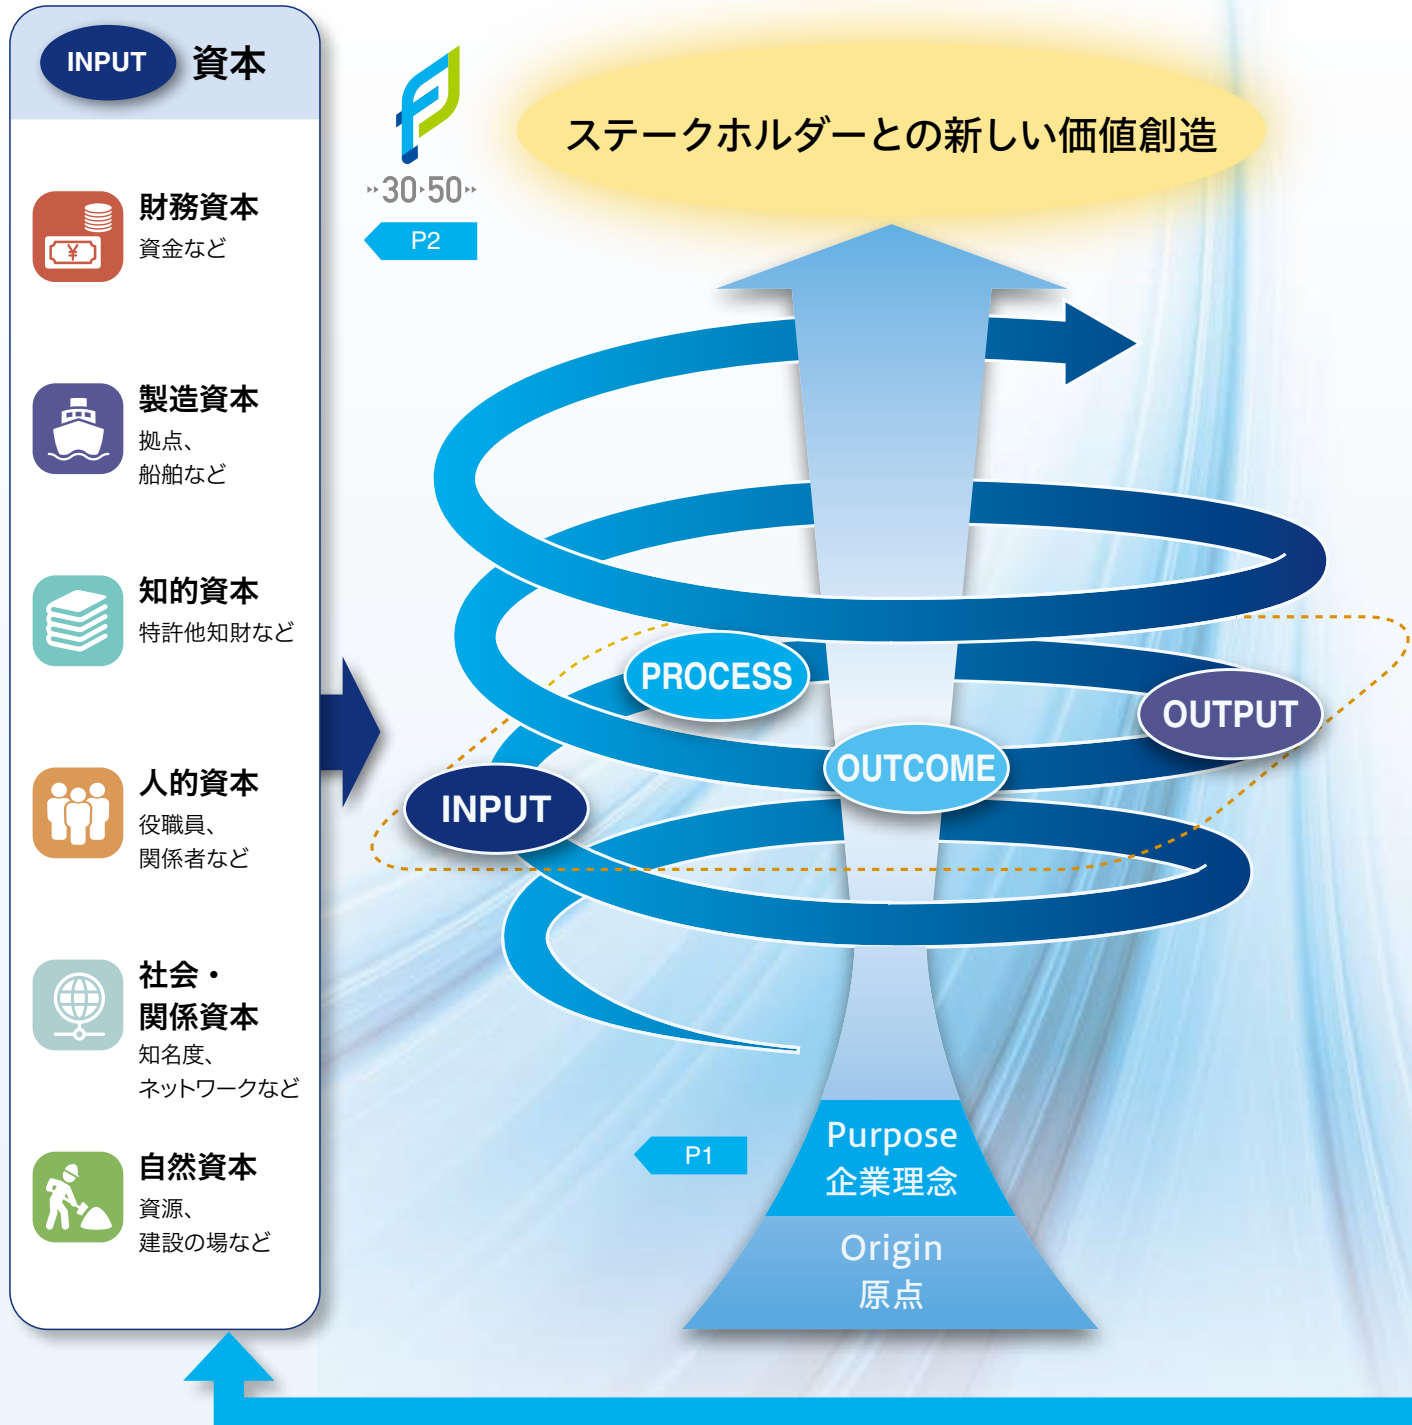 INPUT 資本
財務資本
資金など
製造資本
拠点、
船舶など
知的資本
特許他知財など
人的資本
役職員、
関係者など
社会・
関係資本
知名度、
ネットワークなど
自然資本
資源、
建設の場など
30 50
P2
ステークホルダーとの新しい価値創造
PROCESS
OUTPUT
OUTCOME
INPUT
P1
Purpose
企業理念
Origin
原点